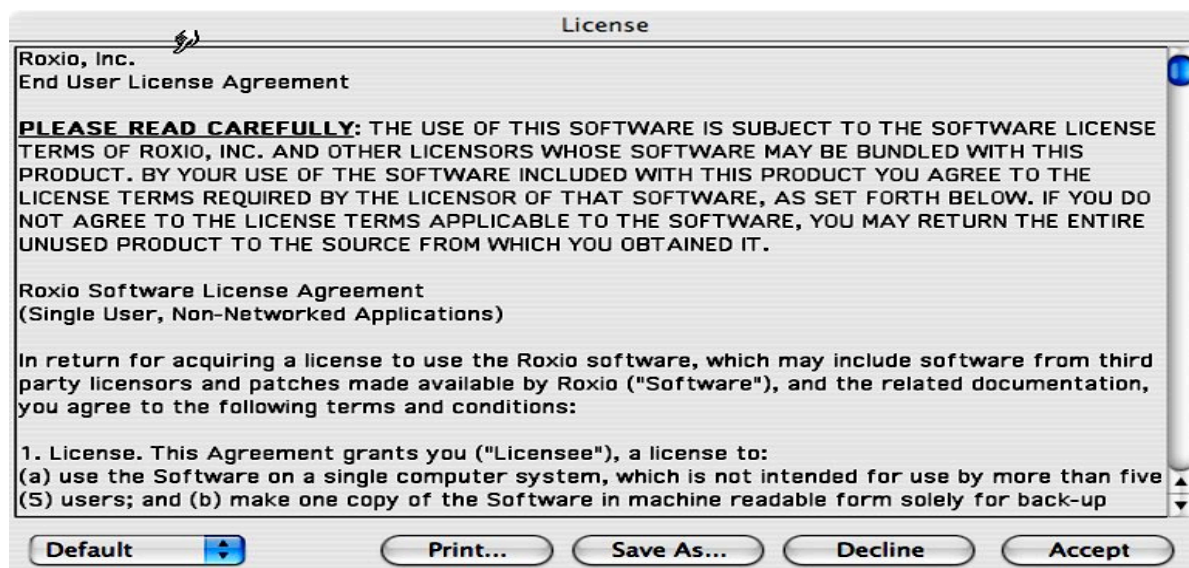 License
Roxio, Inc.
End User License Agreement
PLEASE READ CAREFULLY: THE USE OF THIS SOFTWARE IS SUBJECT TO THE SOFTWARE LICENSE
TERMS OF ROXIO, INC. AND OTHER LICENSORS WHOSE SOFTWARE MAY BE BUNDLED WITH THIS
PRODUCT. BY YOUR USE OF THE SOFTWARE INCLUDED WITH THIS PRODUCT YOU AGREE TO THE
LICENSE TERMS REQUIRED BY THE LICENSOR OF THAT SOFTWARE, AS SET FORTH BELOW. IF YOU DO
NOT AGREE TO THE LICENSE TERMS APPLICABLE TO THE SOFTWARE, YOU MAY RETURN THE ENTIRE
UNUSED PRODUCT TO THE SOURCE FROM WHICH YOU OBTAINED IT.
Roxio Software License Agreement
(Single User, Non-Networked Applications)
In return for acquiring a license to use the Roxio software, which may include software from third
party licensors and patches made available by Roxio ("Software"), and the related documentation,
you agree to the following terms and conditions:
1. License. This Agreement grants you ("Licensee"), a license to:
(a) use the Software on a single computer system, which is not intended for use by more than five
(5) users; and (b) make one copy of the Software in machine readable form solely for back-up
Default Print... Save As... Decline Accept